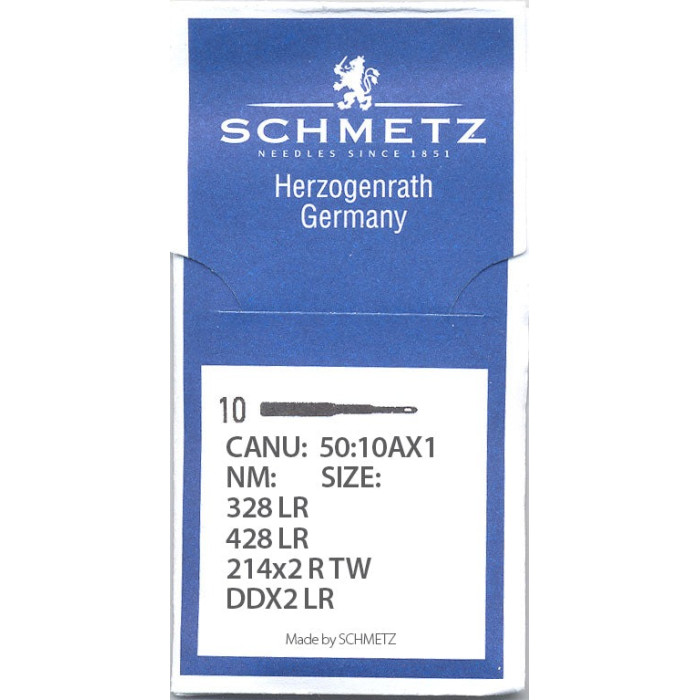 SCHMETZ
NEEDLES SINCE 1851
Herzogenrath
Germany
10
CANU: 50:10AX1
NM: SIZE:
328 LR
428 LR
214x2 R TW
DDX2 LR
Made by SCHMETZ